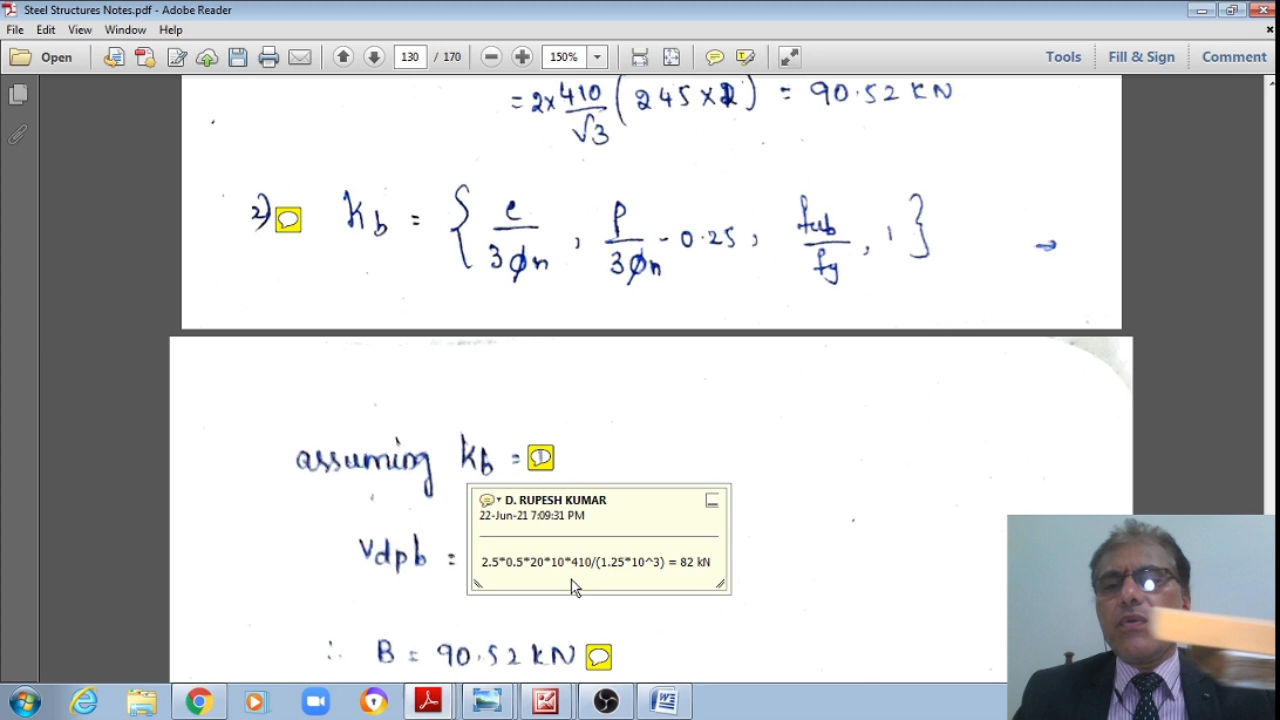 Steel Structures Notes.pdf - Adobe Reader
File Edit View Window Help
Open 130 / 170 150% Tools Fill & Sign Comment
= 2 x 410/√3 ( 245 x 2 ) = 90.52 KN
2) Kb = { e/3φn , p/3φn - 0.25 , fub/fy , 1 }
assuming Kb =
D. RUPESH KUMAR
22-Jun-21 7:09:31 PM
Vdpb =
2.5*0.5*20*10*410/(1.25*10^3) = 82 kN
∴ B = 90.52 KN